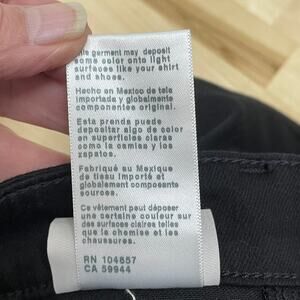 This garment may deposit
some color onto light
surfaces like your shirt
and shoes.
Hecho en Mexico de tela
importada y globalmente
componentes original.
Esta prenda puede
depositar algo de color
en superficies claras
como la camisa y los
zapatos.
Fabriqué au Mexique
de tissu importé et
globalement composante
sources.
Ce vêtement peut déposer
une certaine couleur sur
des surfaces claires telles
que la chemise et les
chaussures.
RN 104657
CA 59944